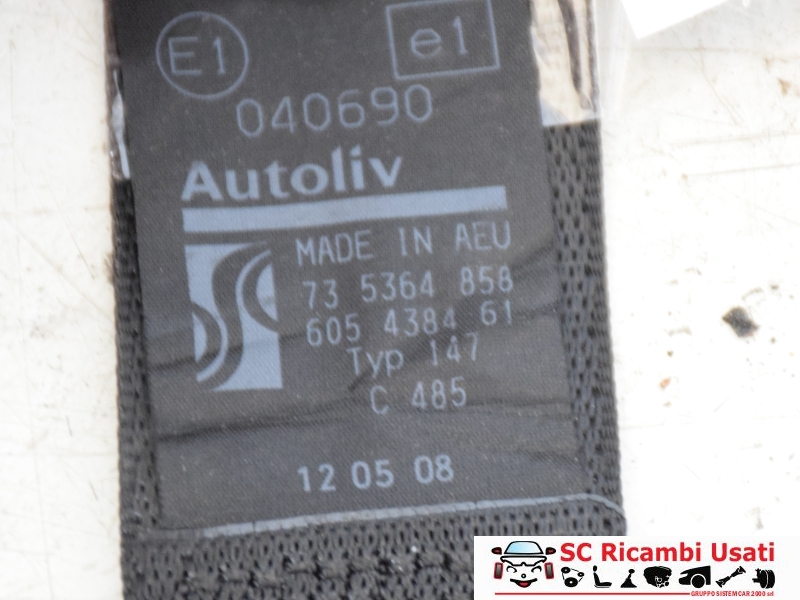 E1 e1
040690
Autoliv
MADE IN AEU
73 5364 858
605 4384 61
Typ 147
C 485
12 05 08
SC Ricambi Usati
GRUPPO SISTEMCAR 2000 srl